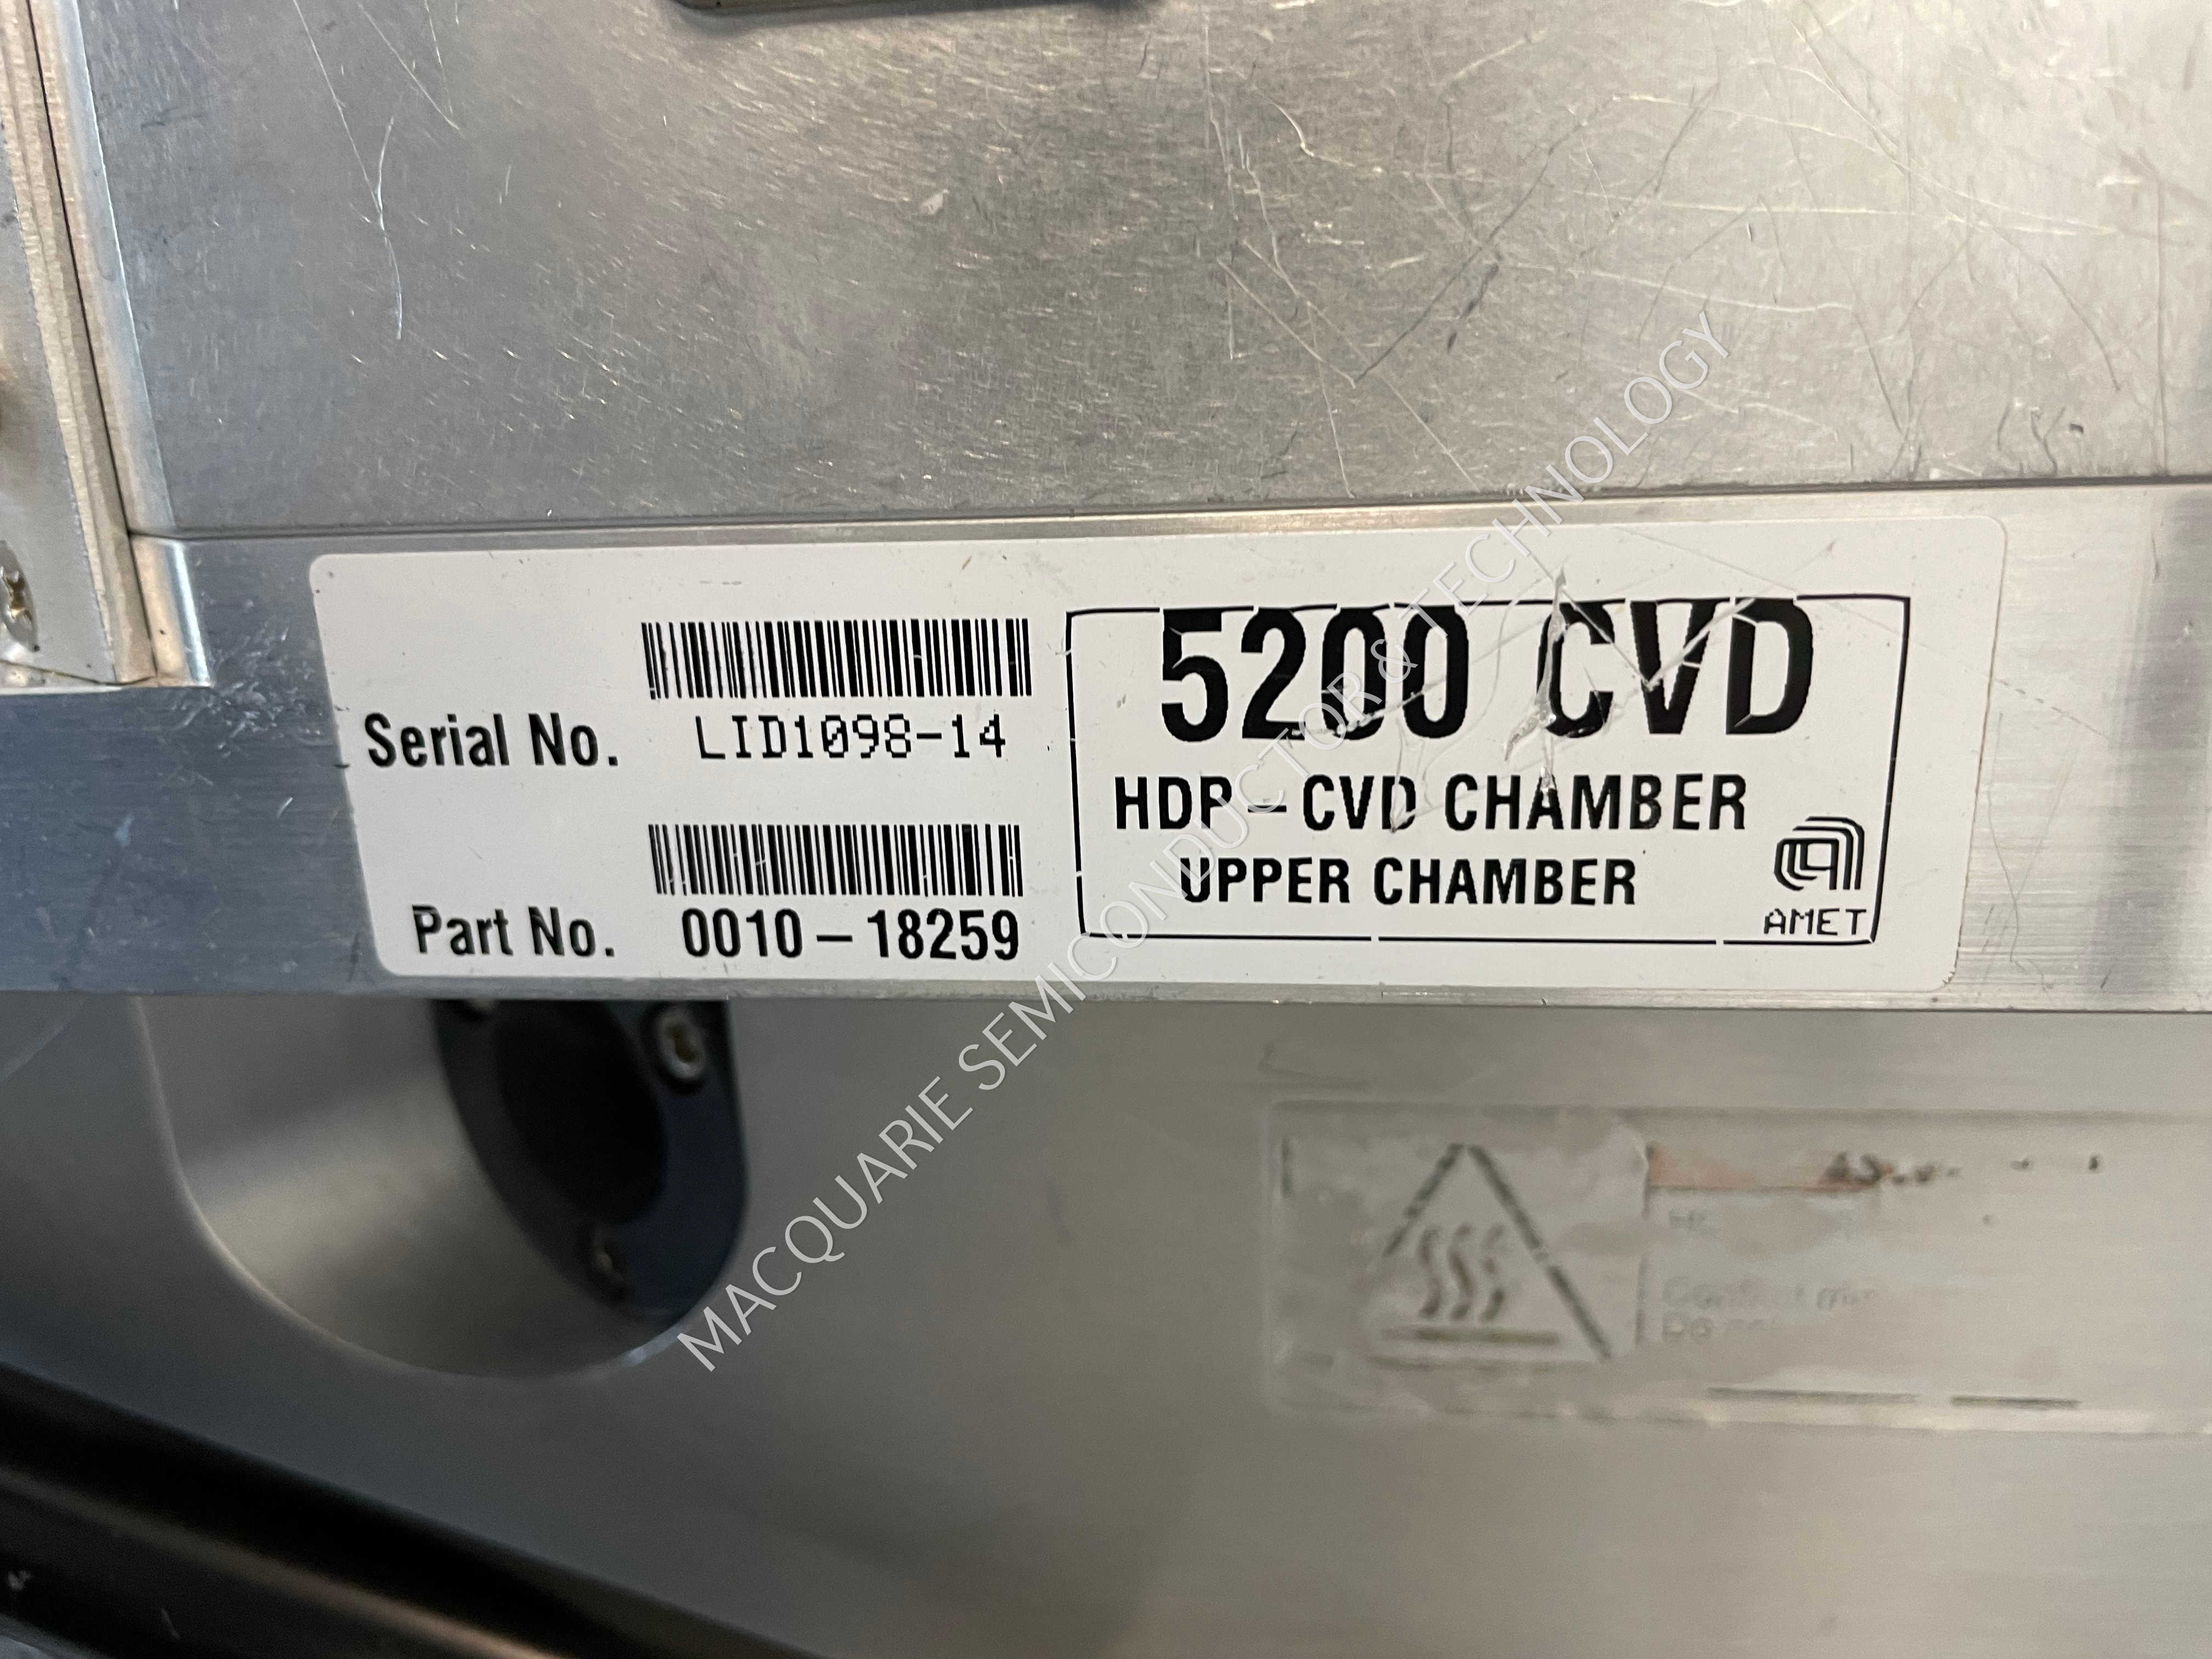 5200 CVD
Serial No. LID1098-14
HDP-CVD CHAMBER
UPPER CHAMBER
Part No. 0010-18259
AMET
MACQUARIE SEMICONDUCTOR & TECHNOLOGY